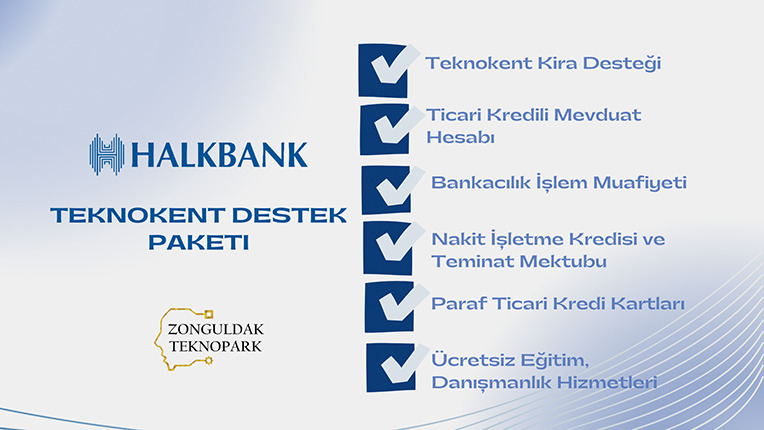 HALKBANK
TEKNOKENT DESTEK
PAKETI
ZONGULDAK
TEKNOPARK
Teknokent Kira Desteği
Ticari Kredili Mevduat
Hesabı
Bankacılık İşlem Muafiyeti
Nakit İşletme Kredisi ve
Teminat Mektubu
Paraf Ticari Kredi Kartları
Ücretsiz Eğitim,
Danışmanlık Hizmetleri